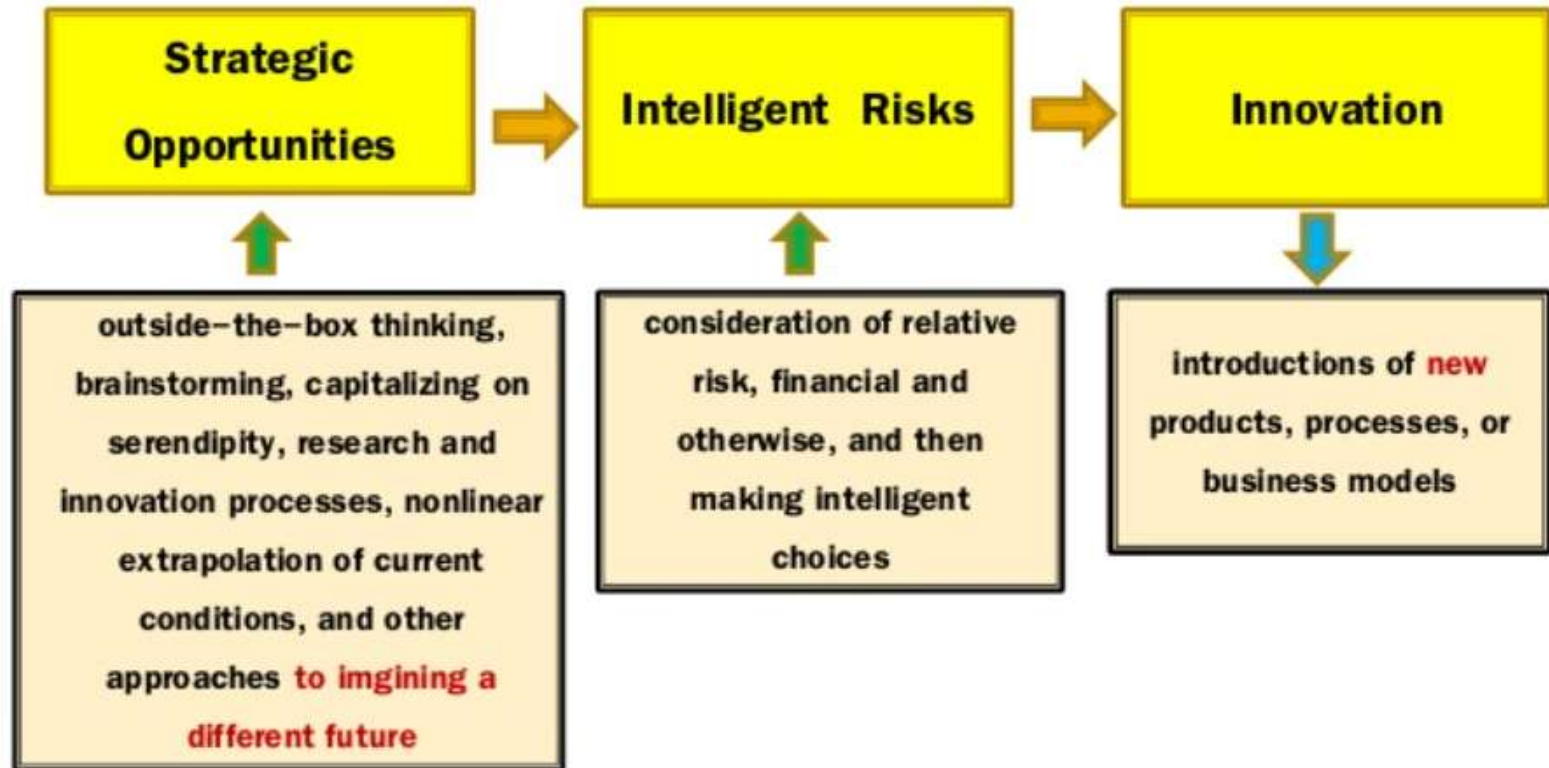 Strategic
Opportunities
Intelligent Risks
Innovation
outside-the-box thinking,
brainstorming, capitalizing on
serendipity, research and
innovation processes, nonlinear
extrapolation of current
conditions, and other
approaches to imgining a
different future
consideration of relative
risk, financial and
otherwise, and then
making intelligent
choices
introductions of new
products, processes, or
business models